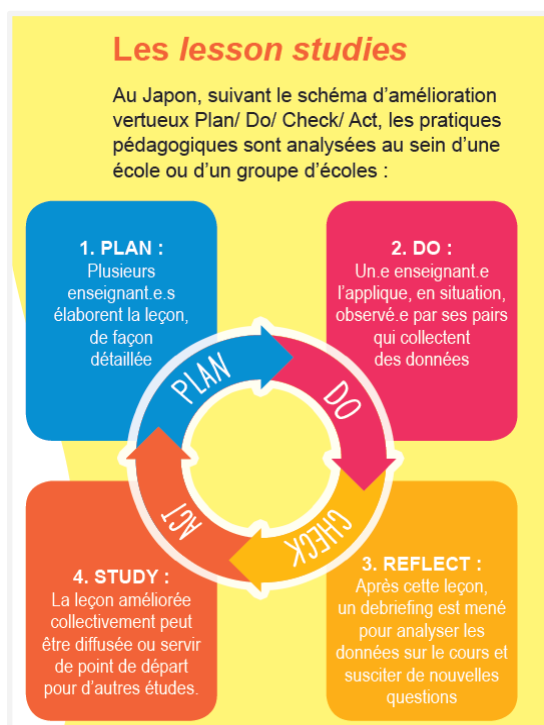 Les lesson studies
Au Japon, suivant le schéma d'amélioration
vertueux Plan/ Do/ Check/ Act, les pratiques
pédagogiques sont analysées au sein d'une
école ou d'un groupe d'écoles :
1. PLAN :
Plusieurs
enseignant.e.s
élaborent la leçon,
de façon
détaillée
2. DO :
Un.e enseignant.e
l'applique, en situation,
observé.e par ses pairs
qui collectent
des données
PLAN
DO
CHECK
ACT
3. REFLECT :
Après cette leçon,
un debriefing est mené
pour analyser les
données sur le cours et
susciter de nouvelles
questions
4. STUDY :
La leçon améliorée
collectivement peut
être diffusée ou servir
de point de départ
pour d'autres études.